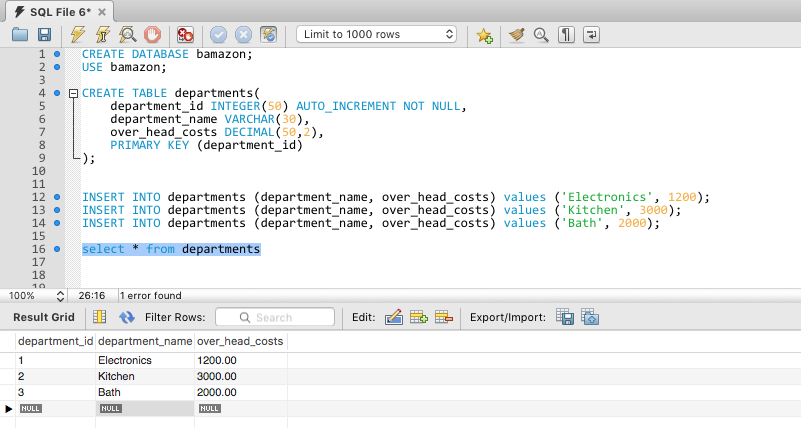 SQL File 6*
Limit to 1000 rows
1 CREATE DATABASE bamazon;
2 USE bamazon;
3
4 CREATE TABLE departments(
5 department_id INTEGER(50) AUTO_INCREMENT NOT NULL,
6 department_name VARCHAR(30),
7 over_head_costs DECIMAL(50,2),
8 PRIMARY KEY (department_id)
9 );
10
11
12 INSERT INTO departments (department_name, over_head_costs) values ('Electronics', 1200);
13 INSERT INTO departments (department_name, over_head_costs) values ('Kitchen', 3000);
14 INSERT INTO departments (department_name, over_head_costs) values ('Bath', 2000);
15
16 select * from departments
17
18
100% 26:16 1 error found
Result Grid Filter Rows: Search Edit: Export/Import:
department_id department_name over_head_costs
1 Electronics 1200.00
2 Kitchen 3000.00
3 Bath 2000.00
NULL NULL NULL